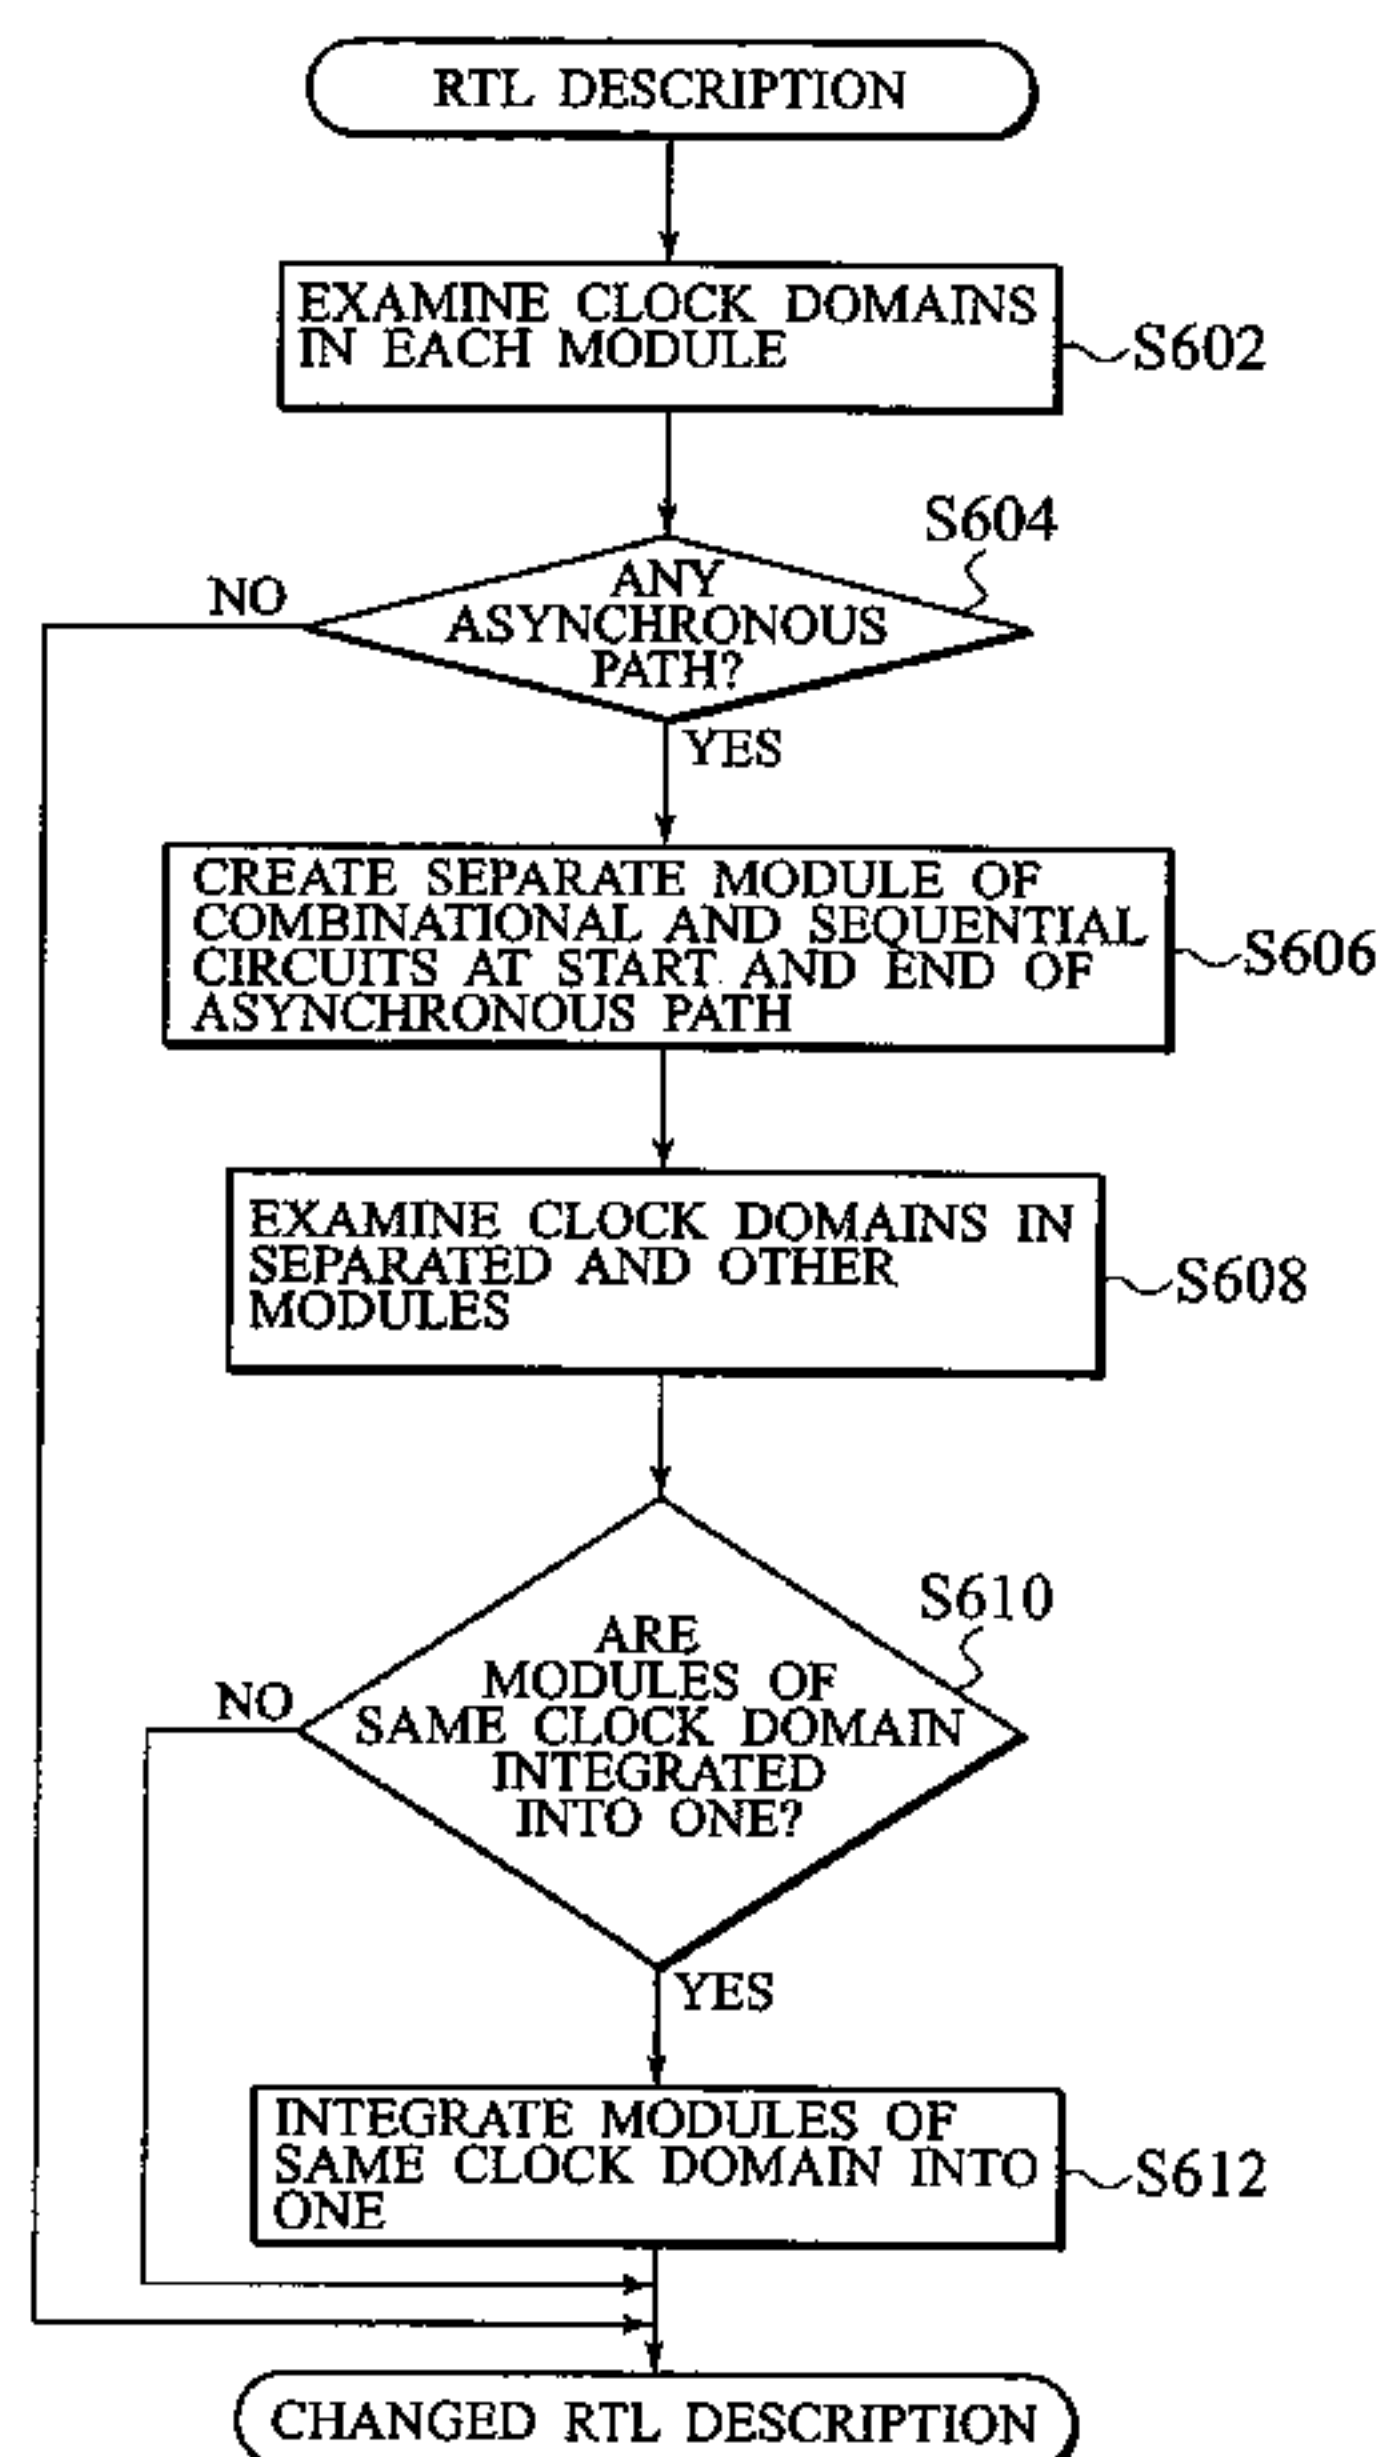 RTL DESCRIPTION
EXAMINE CLOCK DOMAINS
IN EACH MODULE
S602
S604
ANY
ASYNCHRONOUS
PATH?
NO
YES
CREATE SEPARATE MODULE OF
COMBINATIONAL AND SEQUENTIAL
CIRCUITS AT START AND END OF
ASYNCHRONOUS PATH
S606
EXAMINE CLOCK DOMAINS IN
SEPARATED AND OTHER
MODULES
S608
S610
ARE
MODULES OF
SAME CLOCK DOMAIN
INTEGRATED
INTO ONE?
NO
YES
INTEGRATE MODULES OF
SAME CLOCK DOMAIN INTO
ONE
S612
CHANGED RTL DESCRIPTION